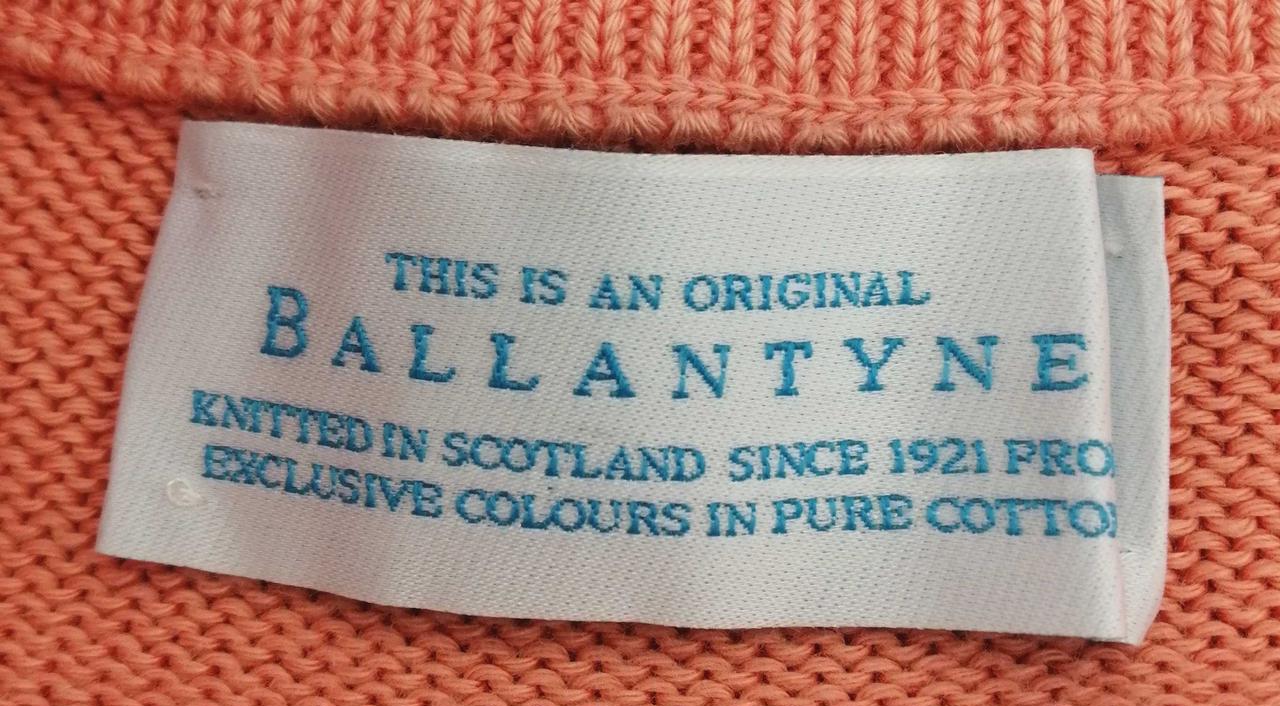 THIS IS AN ORIGINAL
BALLANTYNE
KNITTED IN SCOTLAND SINCE 1921
EXCLUSIVE COLOURS IN PURE